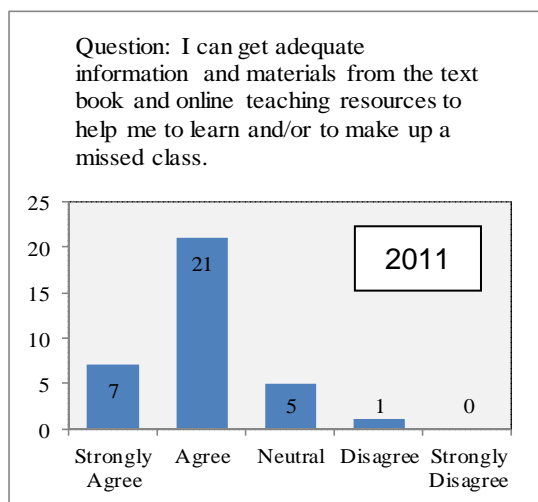 Question: I can get adequate
information and materials from the text
book and online teaching resources to
help me to learn and/or to make up a
missed class.
25
20
15
10
5
0
2011
7
21
5
1
0
Strongly Agree
Agree
Neutral
Disagree
Strongly Disagree